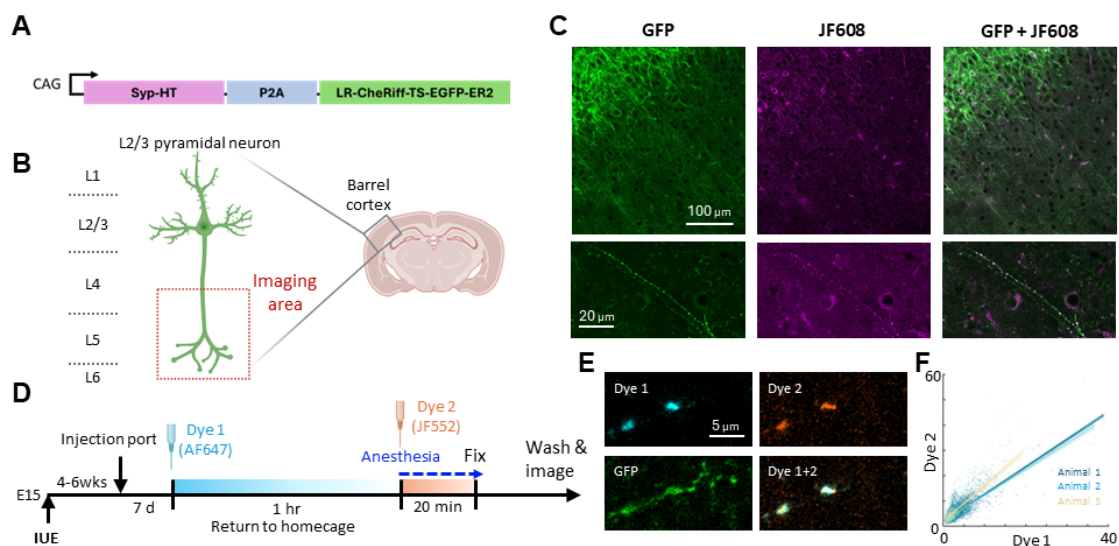 A
CAG
Syp-HT
P2A
LR-CheRiff-TS-EGFP-ER2
B
L2/3 pyramidal neuron
L1
L2/3
L4
L5
L6
Barrel
cortex
Imaging
area
C
GFP
JF608
GFP + JF608
100 µm
20 µm
D
Injection port
Dye 1
(AF647)
Dye 2
(JF552)
Anesthesia
Fix
Wash &
image
4-6wks
E15
7 d
1 hr
20 min
Return to homecage
IUE
E
Dye 1
Dye 2
5 µm
GFP
Dye 1+2
F
60
Dye 2
Animal 1
Animal 2
Animal 3
0
0
Dye 1
40